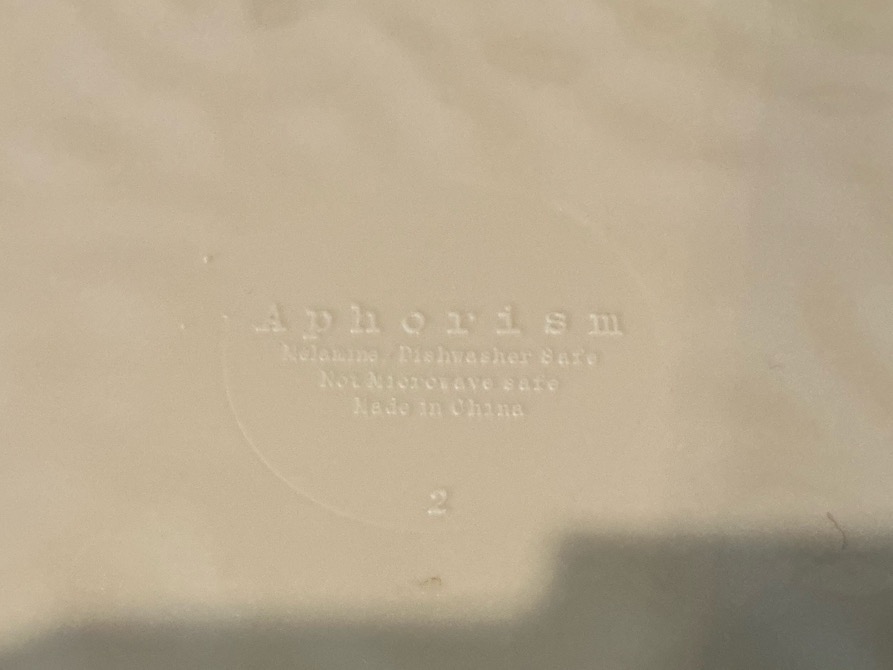 Aphorism
Melamine/Dishwasher Safe
Not Microwave safe
Made in China
2